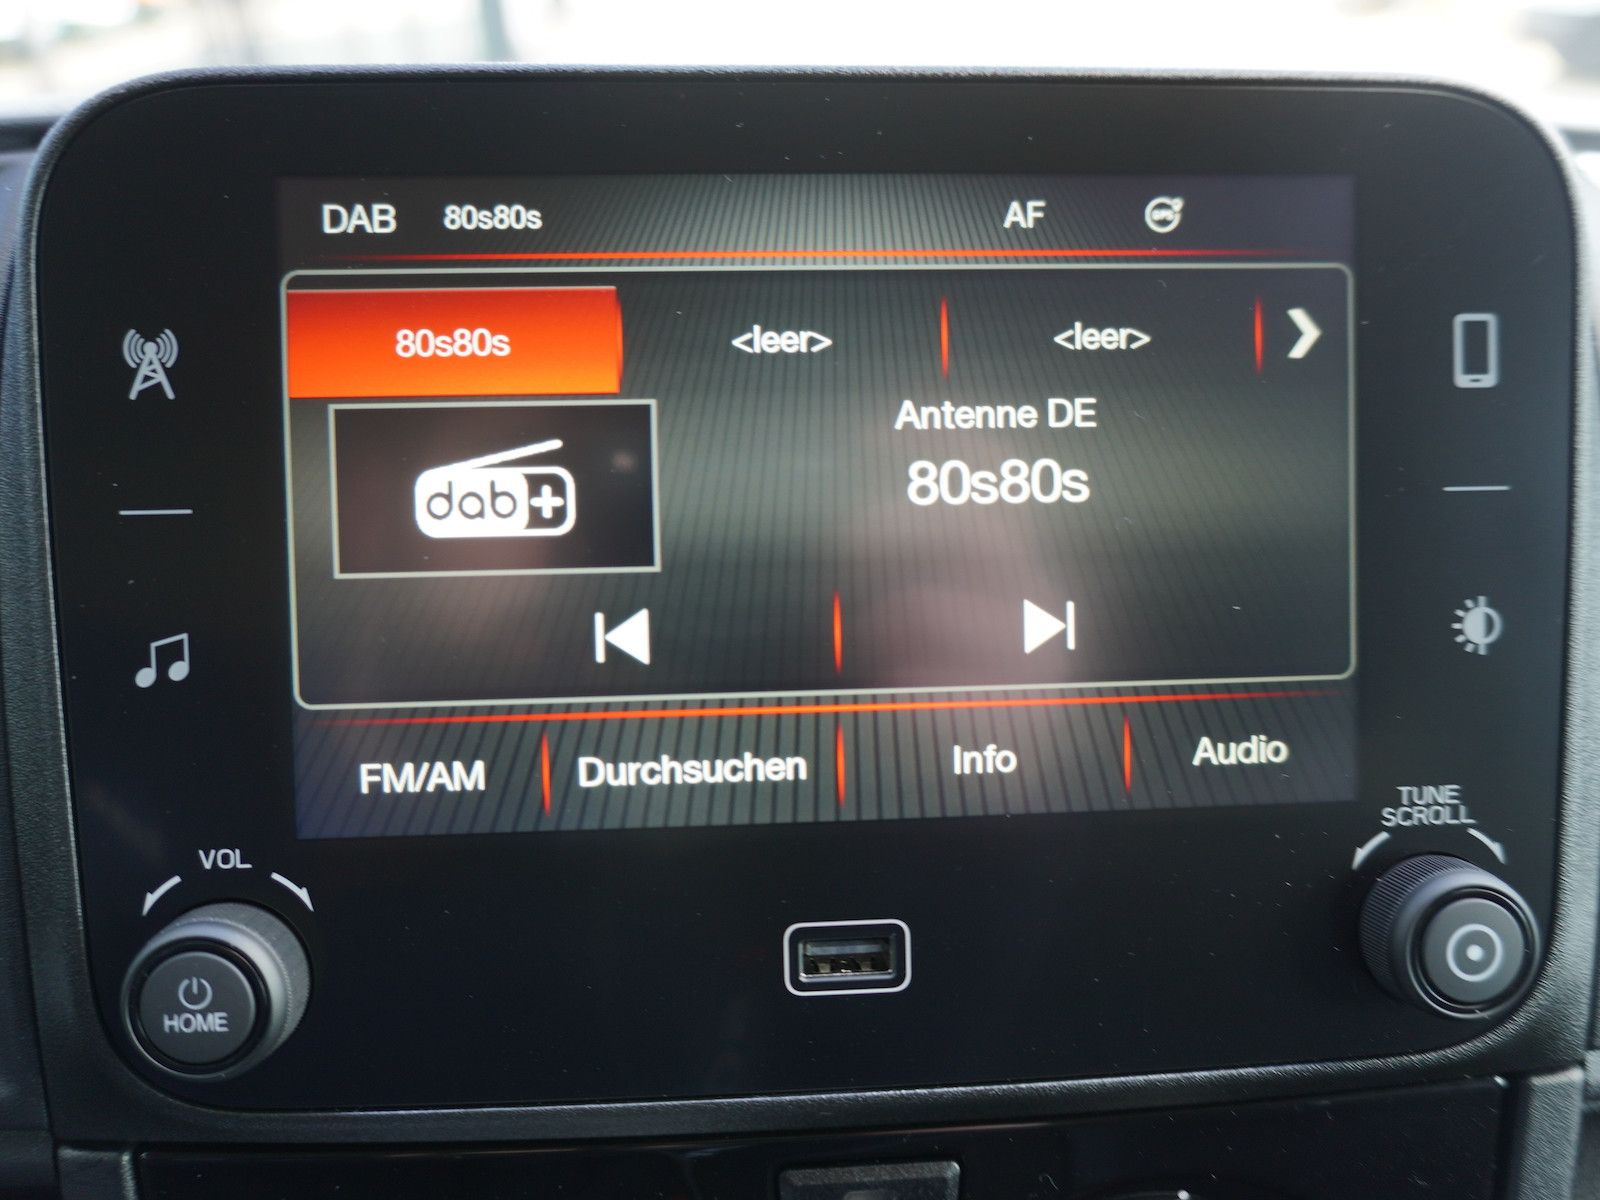 DAB 80s80s AF GPS
80s80s <leer> <leer>
Antenne DE
80s80s
dab+
FM/AM Durchsuchen Info Audio
TUNE
SCROLL
VOL
HOME